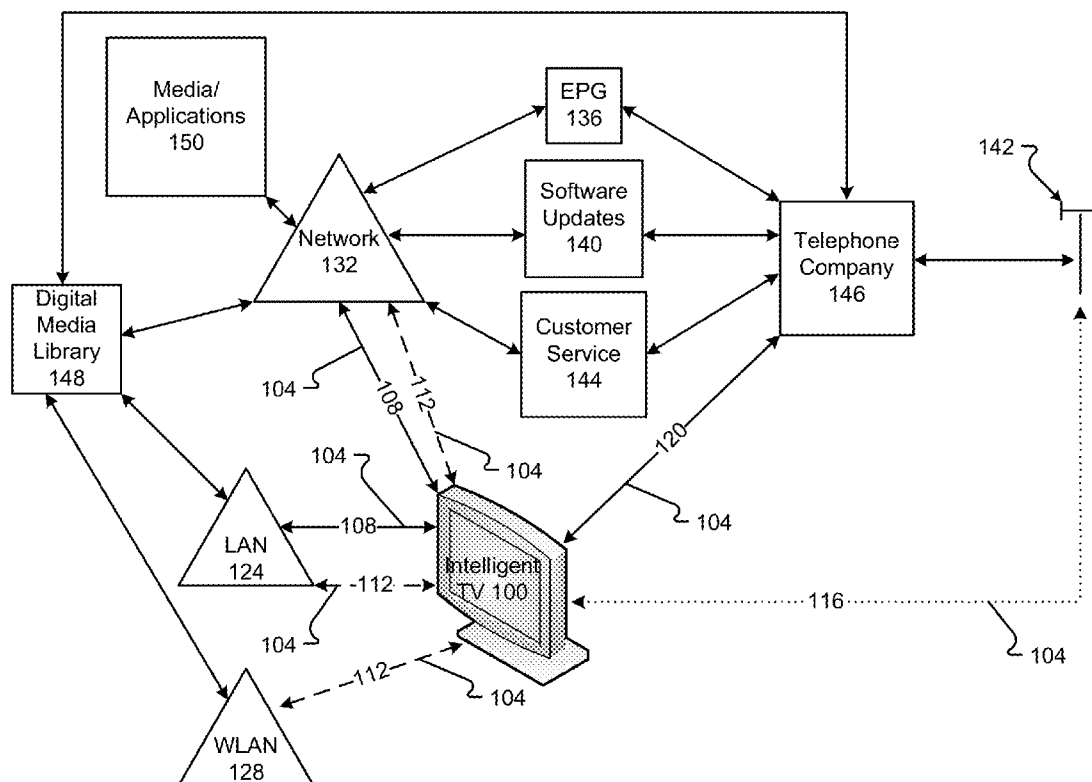 Media/
Applications
150
EPG
136
142
Software
Updates
140
Network
132
Telephone
Company
146
Digital
Media
Library
148
Customer
Service
144
104
108
112
104
120
104
104
108
LAN
124
Intelligent
TV 100
112
104
116
104
112
104
WLAN
128